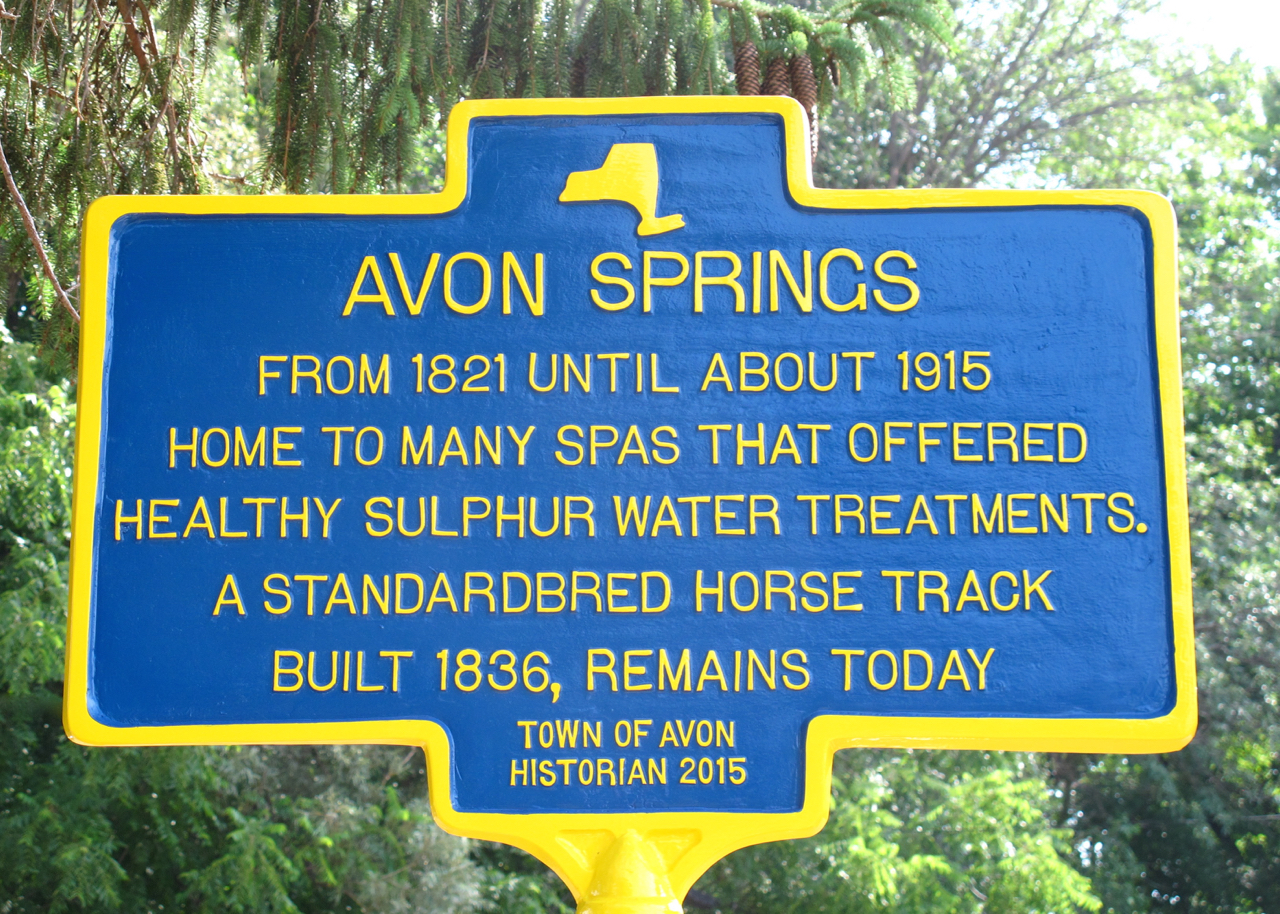 AVON SPRINGS
FROM 1821 UNTIL ABOUT 1915
HOME TO MANY SPAS THAT OFFERED
HEALTHY SULPHUR WATER TREATMENTS.
A STANDARDBRED HORSE TRACK
BUILT 1836, REMAINS TODAY
TOWN OF AVON
HISTORIAN 2015